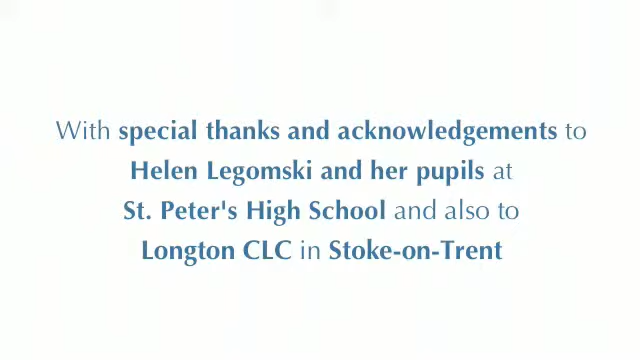 With special thanks and acknowledgements to
Helen Legomski and her pupils at
St. Peter's High School and also to
Longton CLC in Stoke-on-Trent